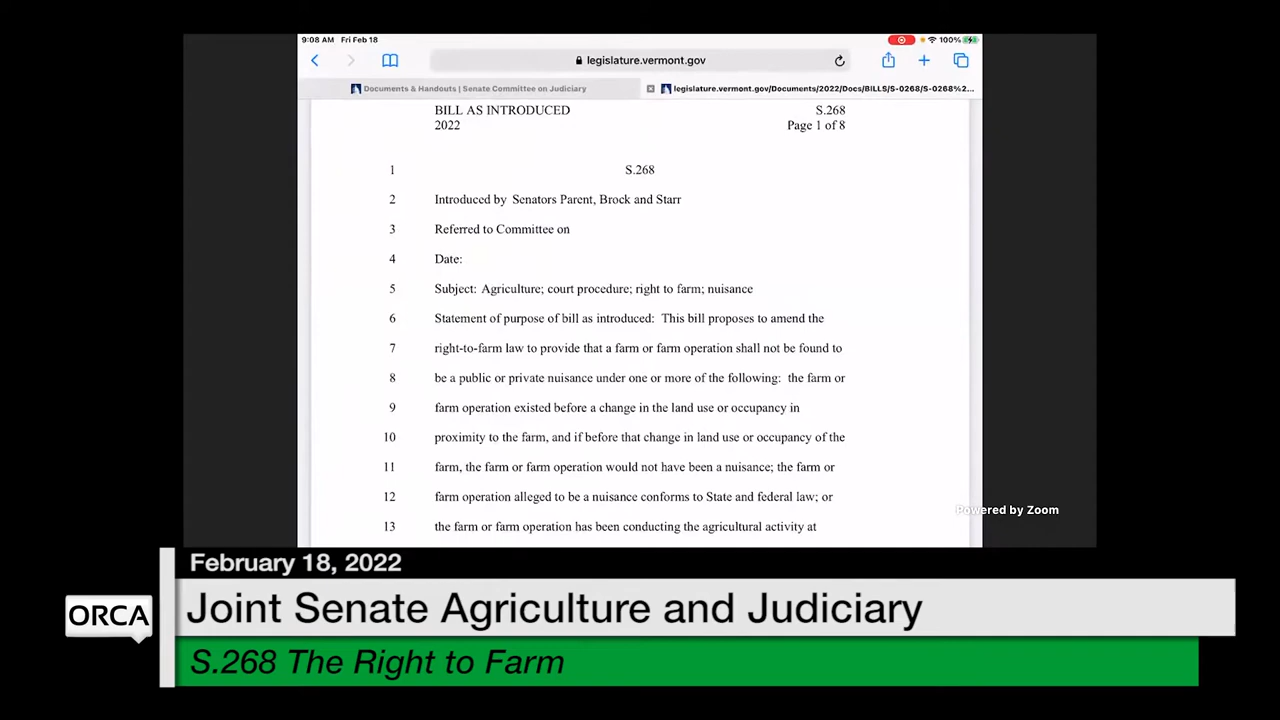 9:08 AM Fri Feb 18
100%
legislature.vermont.gov
Documents & Handouts | Senate Committee on Judiciary
legislature.vermont.gov/Documents/2022/Docs/BILLS/S-0268/S-0268%2...
BILL AS INTRODUCED S.268
2022 Page 1 of 8
1 S.268
2 Introduced by Senators Parent, Brock and Starr
3 Referred to Committee on
4 Date:
5 Subject: Agriculture; court procedure; right to farm; nuisance
6 Statement of purpose of bill as introduced: This bill proposes to amend the
7 right-to-farm law to provide that a farm or farm operation shall not be found to
8 be a public or private nuisance under one or more of the following: the farm or
9 farm operation existed before a change in the land use or occupancy in
10 proximity to the farm, and if before that change in land use or occupancy of the
11 farm, the farm or farm operation would not have been a nuisance; the farm or
12 farm operation alleged to be a nuisance conforms to State and federal law; or
13 the farm or farm operation has been conducting the agricultural activity at
Powered by Zoom
February 18, 2022
ORCA
Joint Senate Agriculture and Judiciary
S.268 The Right to Farm